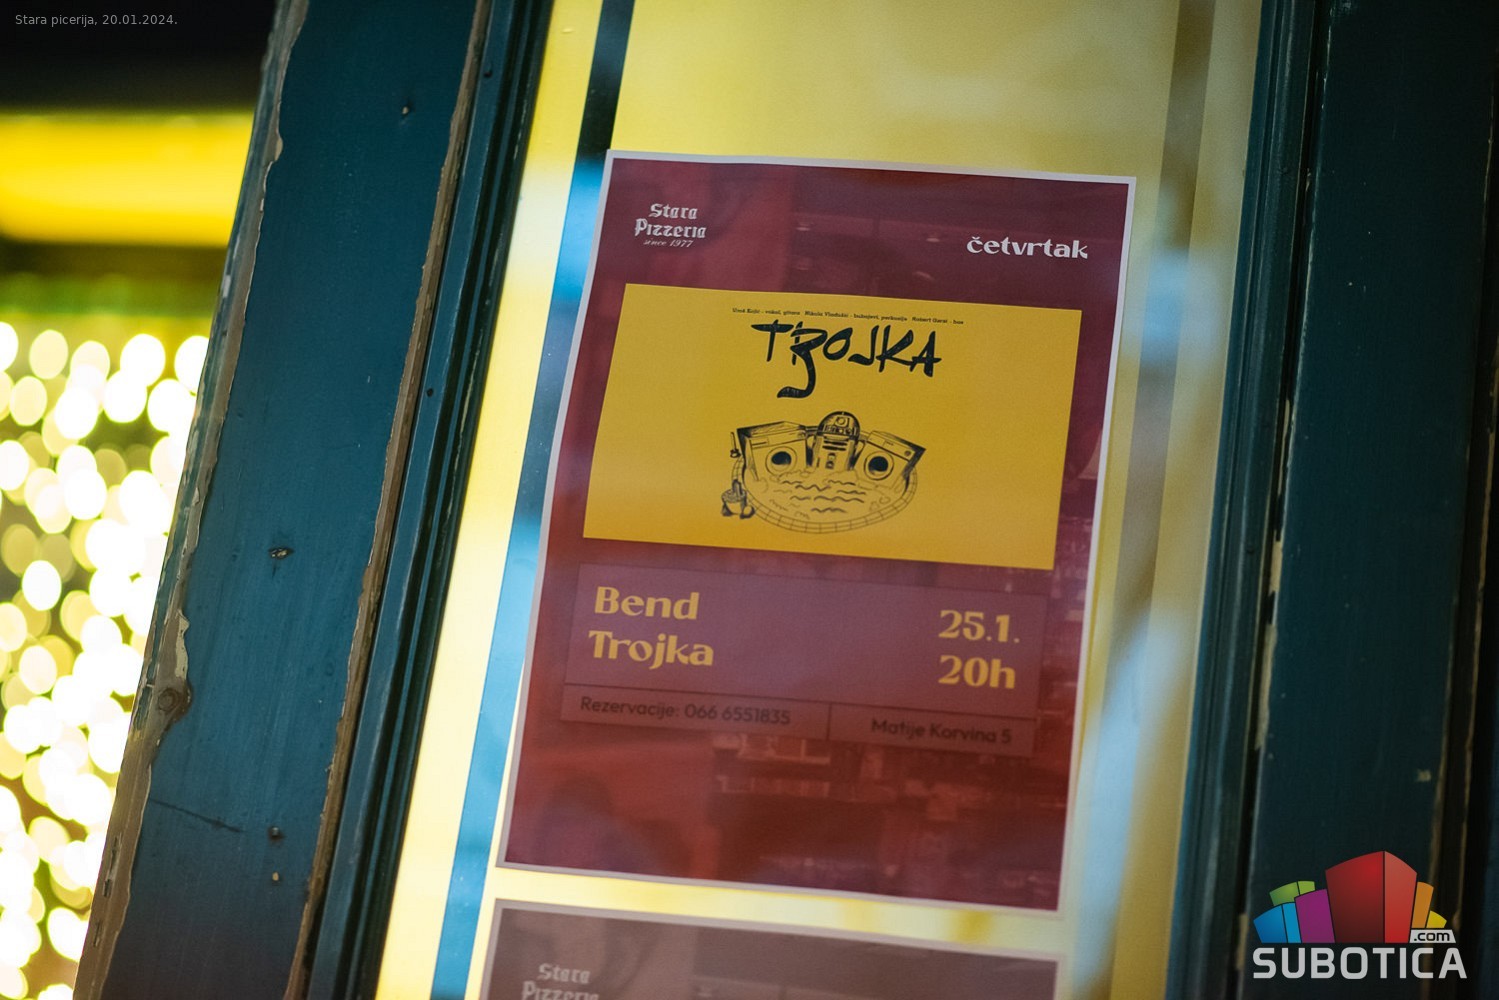 Stara picerija, 20.01.2024.
Stara
Pizzeria
since 1977
četvrtak
TROJKA
Bend
Trojka
25.1.
20h
Rezervacije: 066 6551835
Matije Korvina 5
Stara
Pizzeria
.com
SUBOTICA